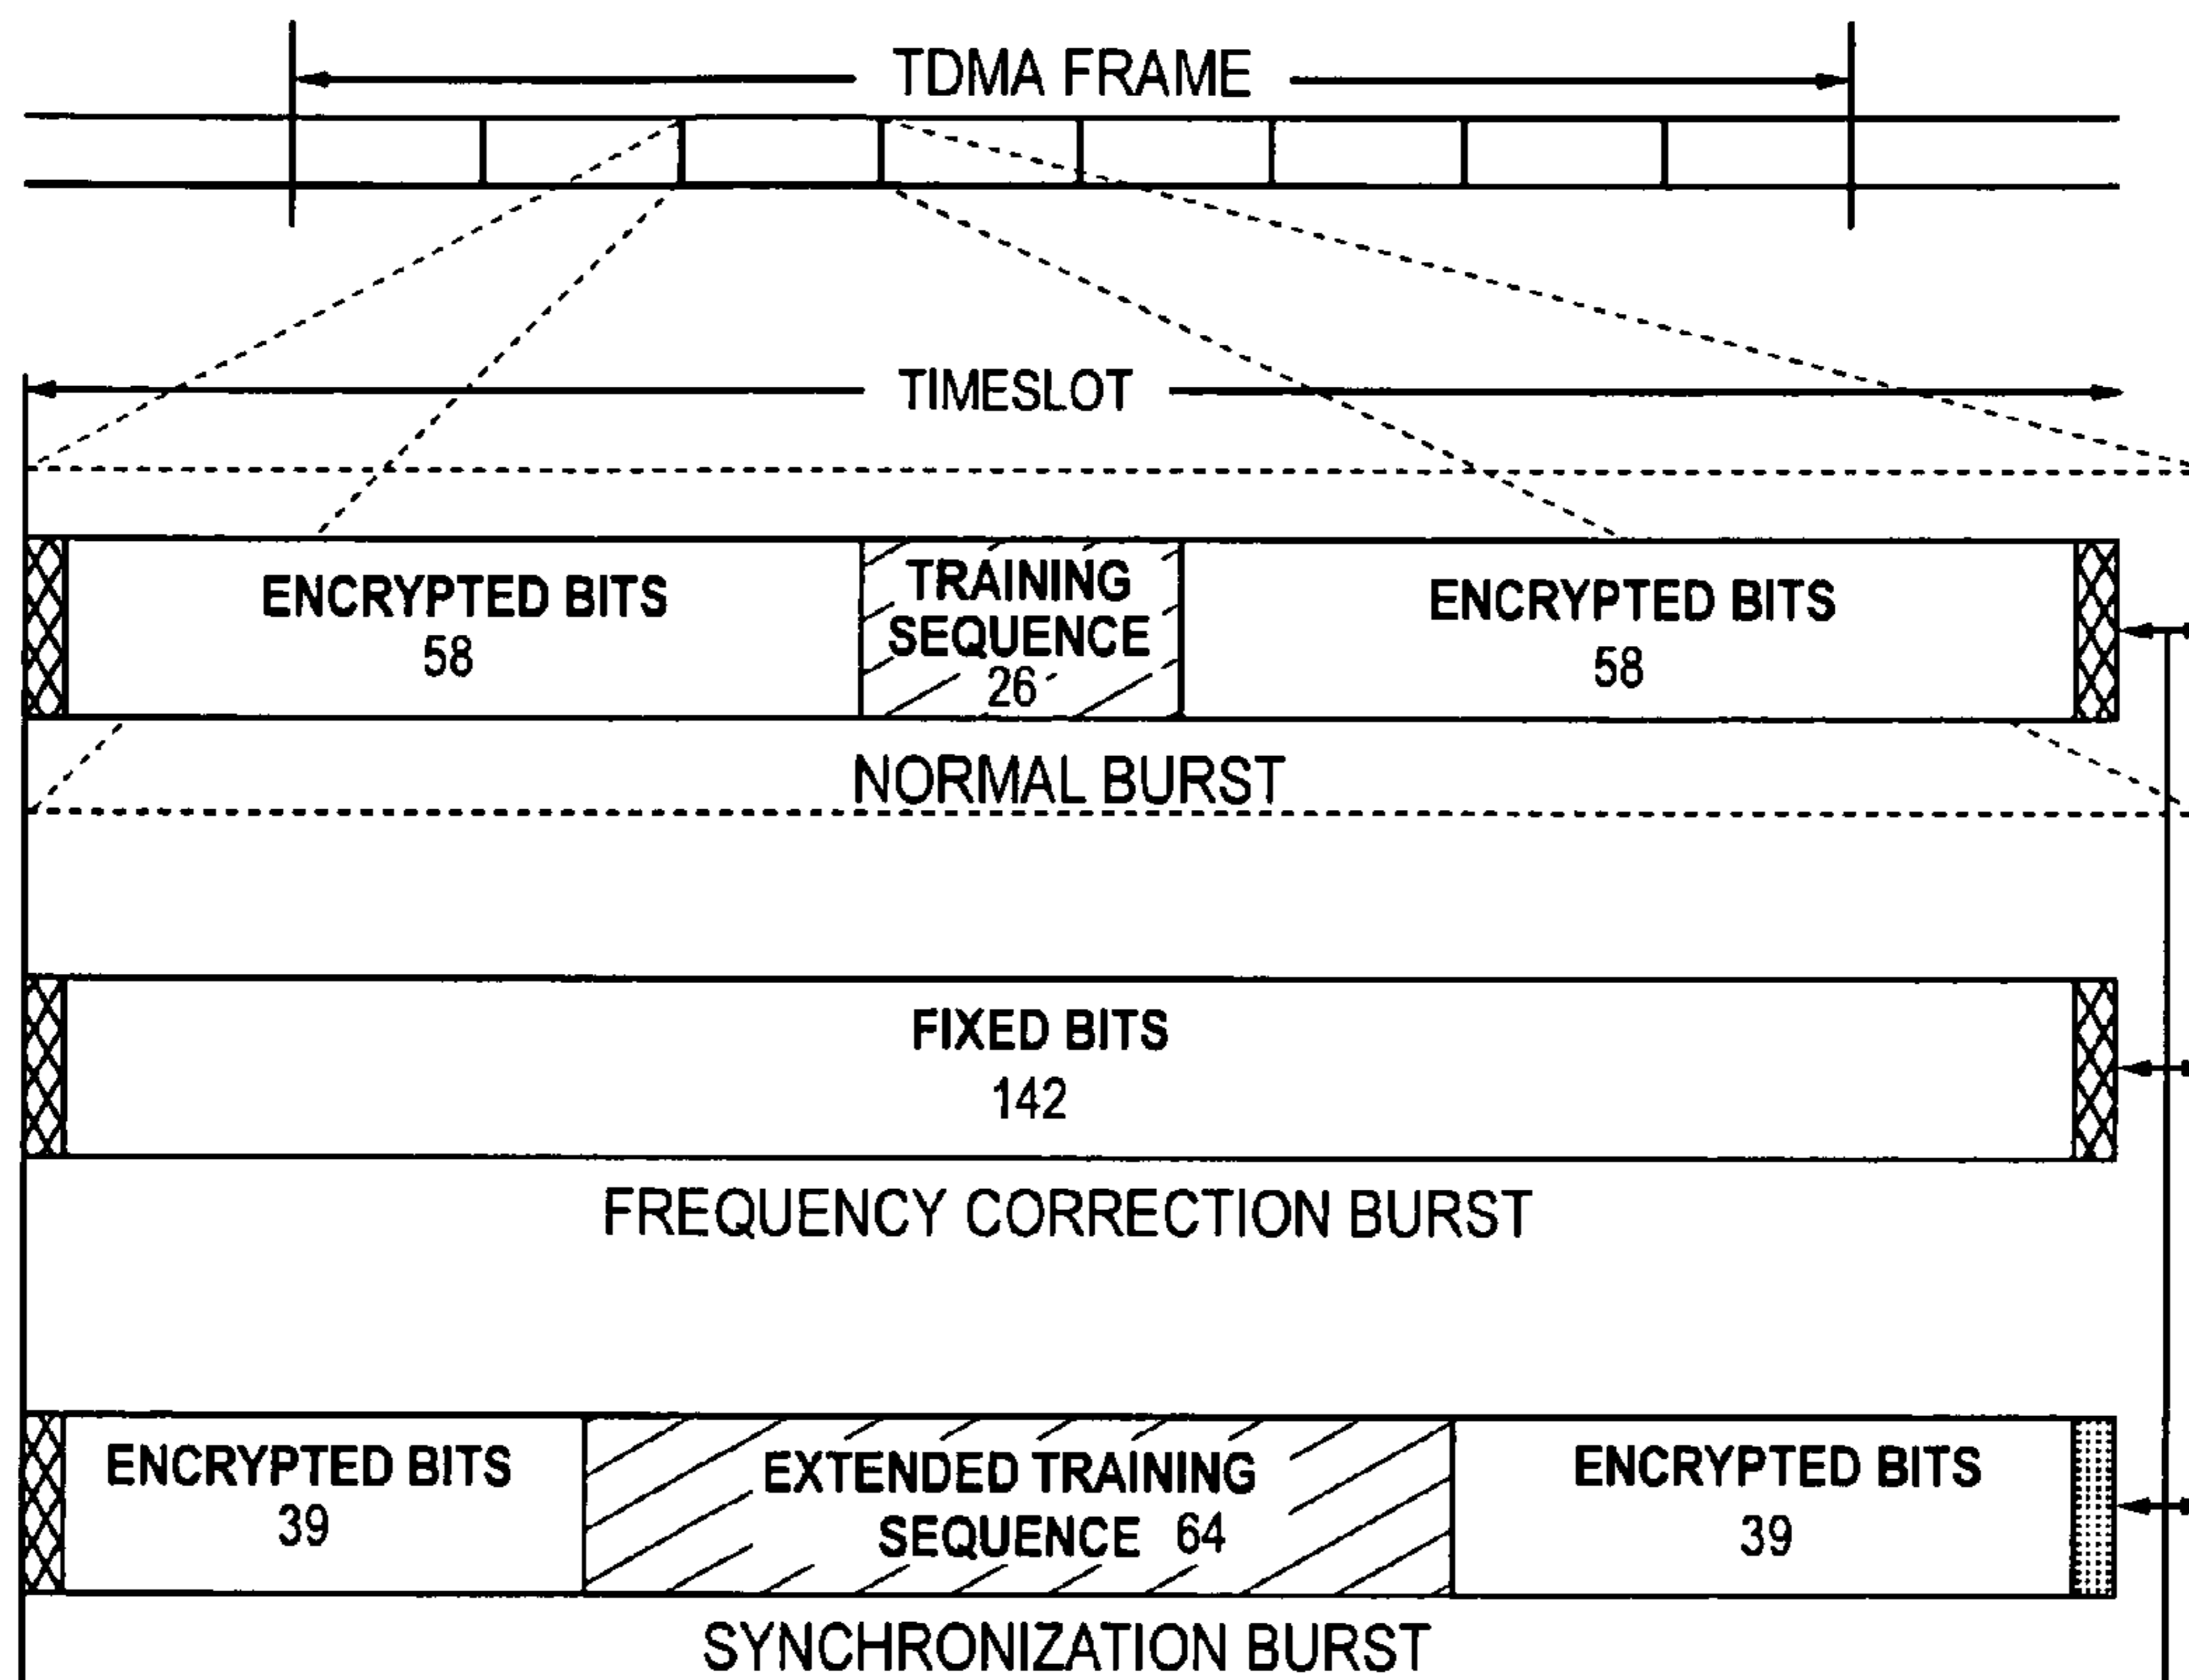 TDMA FRAME
TIMESLOT
ENCRYPTED BITS
58
TRAINING
SEQUENCE
26
ENCRYPTED BITS
58
NORMAL BURST
FIXED BITS
142
FREQUENCY CORRECTION BURST
ENCRYPTED BITS
39
EXTENDED TRAINING
SEQUENCE 64
ENCRYPTED BITS
39
SYNCHRONIZATION BURST